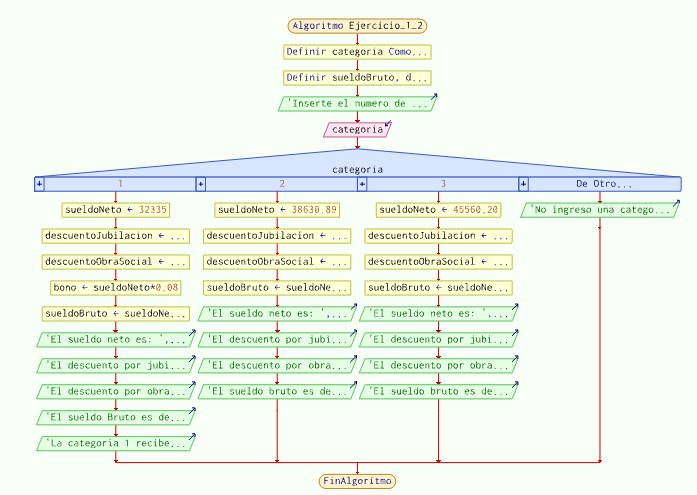 Algoritmo Ejercicio_1_2
Definir categoria Como...
Definir sueldoBruto, d...
'Inserte el numero de ...
categoria
categoria
+ 1 + 2 + 3 + De Otro...
sueldoNeto ← 32335
descuentoJubilacion ← ...
descuentoObraSocial ← ...
bono ← sueldoNeto*0.08
sueldoBruto ← sueldoNe...
'El sueldo neto es: ',...
'El descuento por jubi...
'El descuento por obra...
'El sueldo Bruto es de...
'La categoria 1 recibe...
sueldoNeto ← 38630.89
descuentoJubilacion ← ...
descuentoObraSocial ← ...
sueldoBruto ← sueldoNe...
'El sueldo neto es: ',...
'El descuento por jubi...
'El descuento por obra...
'El sueldo bruto es de...
sueldoNeto ← 45560.20
descuentoJubilacion ← ...
descuentoObraSocial ← ...
sueldoBruto ← sueldoNe...
'El sueldo neto es: ',...
'El descuento por jubi...
'El descuento por obra...
'El sueldo bruto es de...
'No ingreso una catego...
FinAlgoritmo